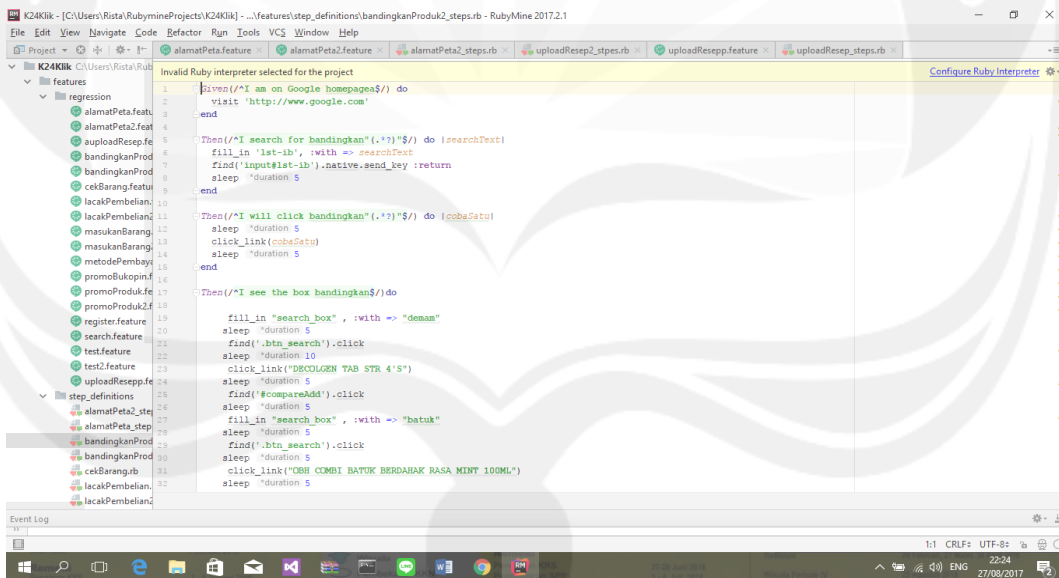 K24Klik - [C:\Users\Rista\RubymineProjects\K24Klik] - ...\features\step_definitions\bandingkanProduk2_steps.rb - RubyMine 2017.2.1
File Edit View Navigate Code Refactor Run Tools VCS Window Help
Project alamatPeta.feature alamatPeta2.feature alamatPeta2_steps.rb uploadResep2_stpes.rb uploadResepp.feature uploadResep_steps.rb
K24Klik C:\Users\Rista\Rub
features
regression
alamatPeta.featu
alamatPeta2.feat
auploadResep.fe
bandingkanProd
bandingkanProd
cekBarang.featu
lacakPembelian.
lacakPembelian2
masukanBarang.
masukanBarang.
metodePembaya
promoBukopin.f
promoProduk.fe
promoProduk2.f
register.feature
search.feature
test.feature
test2.feature
uploadResepp.fe
step_definitions
alamatPeta2_step
alamatPeta_step
bandingkanProd
bandingkanProd
cekBarang.rb
lacakPembelian.
lacakPembelian2
Invalid Ruby interpreter selected for the project Configure Ruby Interpreter
1 Given(/^I am on Google homepagea$/) do
2 visit 'http://www.google.com'
3 end
4
5 Then(/^I search for bandingkan"(.*?)"$/) do |searchText|
6 fill_in 'lst-ib', :with => searchText
7 find('input#lst-ib').native.send_key :return
8 sleep *duration 5
9 end
10
11 Then(/^I will click bandingkan"(.*?)"$/) do |cobaSatu|
12 sleep *duration 5
13 click_link(cobaSatu)
14 sleep *duration 5
15 end
16
17 Then(/^I see the box bandingkan$/)do
18
19 fill_in "search_box" , :with => "demam"
20 sleep *duration 5
21 find('.btn_search').click
22 sleep *duration 10
23 click_link("DECOLGEN TAB STR 4'S")
24 sleep *duration 5
25 find('#compareAdd').click
26 sleep *duration 5
27 fill_in "search_box" , :with => "batuk"
28 sleep *duration 5
29 find('.btn_search').click
30 sleep *duration 5
31 click_link("OBH COMBI BATUK BERDAHAK RASA MINT 100ML")
32 sleep *duration 5
Event Log
1:1 CRLF UTF-8
ENG 22:24
27/08/2017